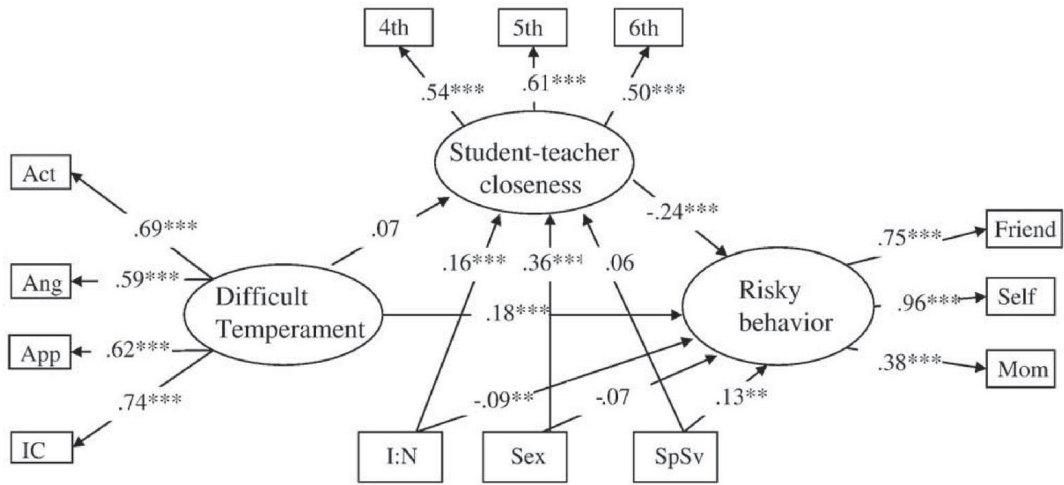 4th 5th 6th
.54*** .61*** .50***
Student-teacher
closeness
Act
.69*** .07 -.24***
.16*** .36*** .06
.75*** Friend
Ang .59***
Difficult
Temperament
.18***
Risky
behavior
.96*** Self
App .62***
.38*** Mom
.74***
-.09** -.07 .13**
IC
I:N Sex SpSv